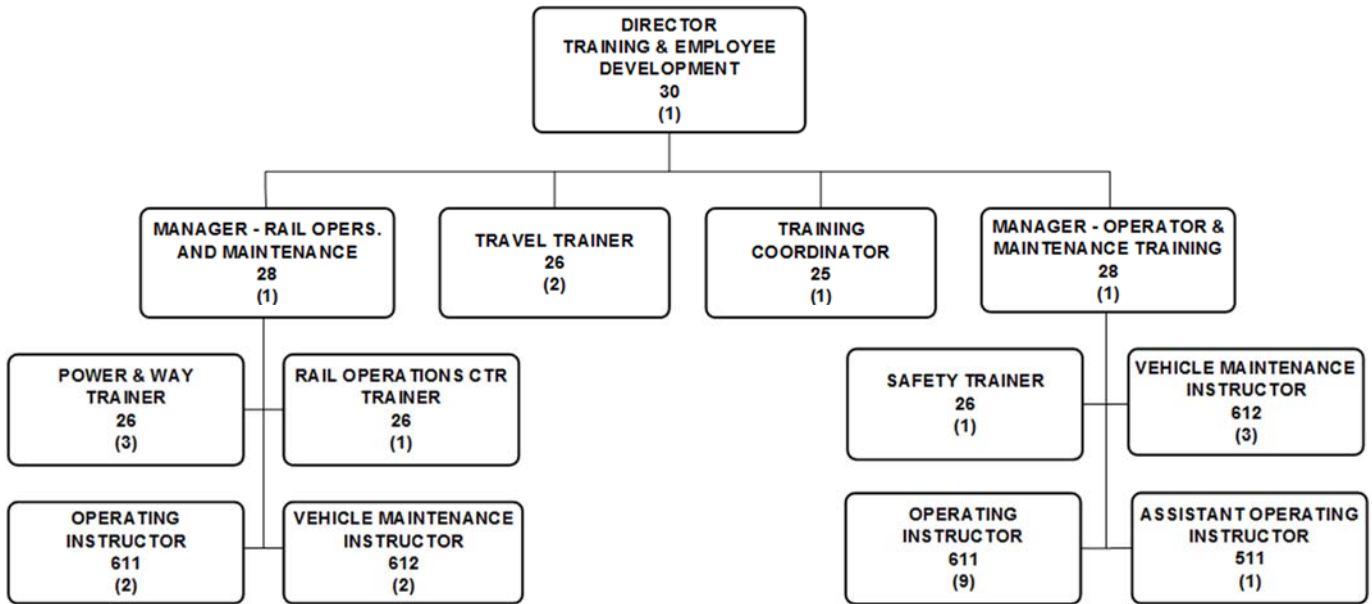 DIRECTOR
TRAINING & EMPLOYEE
DEVELOPMENT
30
(1)
MANAGER - RAIL OPERS.
AND MAINTENANCE
28
(1)
TRAVEL TRAINER
26
(2)
TRAINING
COORDINATOR
25
(1)
MANAGER - OPERATOR &
MAINTENANCE TRAINING
28
(1)
POWER & WAY
TRAINER
26
(3)
RAIL OPERATIONS CTR
TRAINER
26
(1)
SAFETY TRAINER
26
(1)
VEHICLE MAINTENANCE
INSTRUCTOR
612
(3)
OPERATING
INSTRUCTOR
611
(2)
VEHICLE MAINTENANCE
INSTRUCTOR
612
(2)
OPERATING
INSTRUCTOR
611
(9)
ASSISTANT OPERATING
INSTRUCTOR
511
(1)